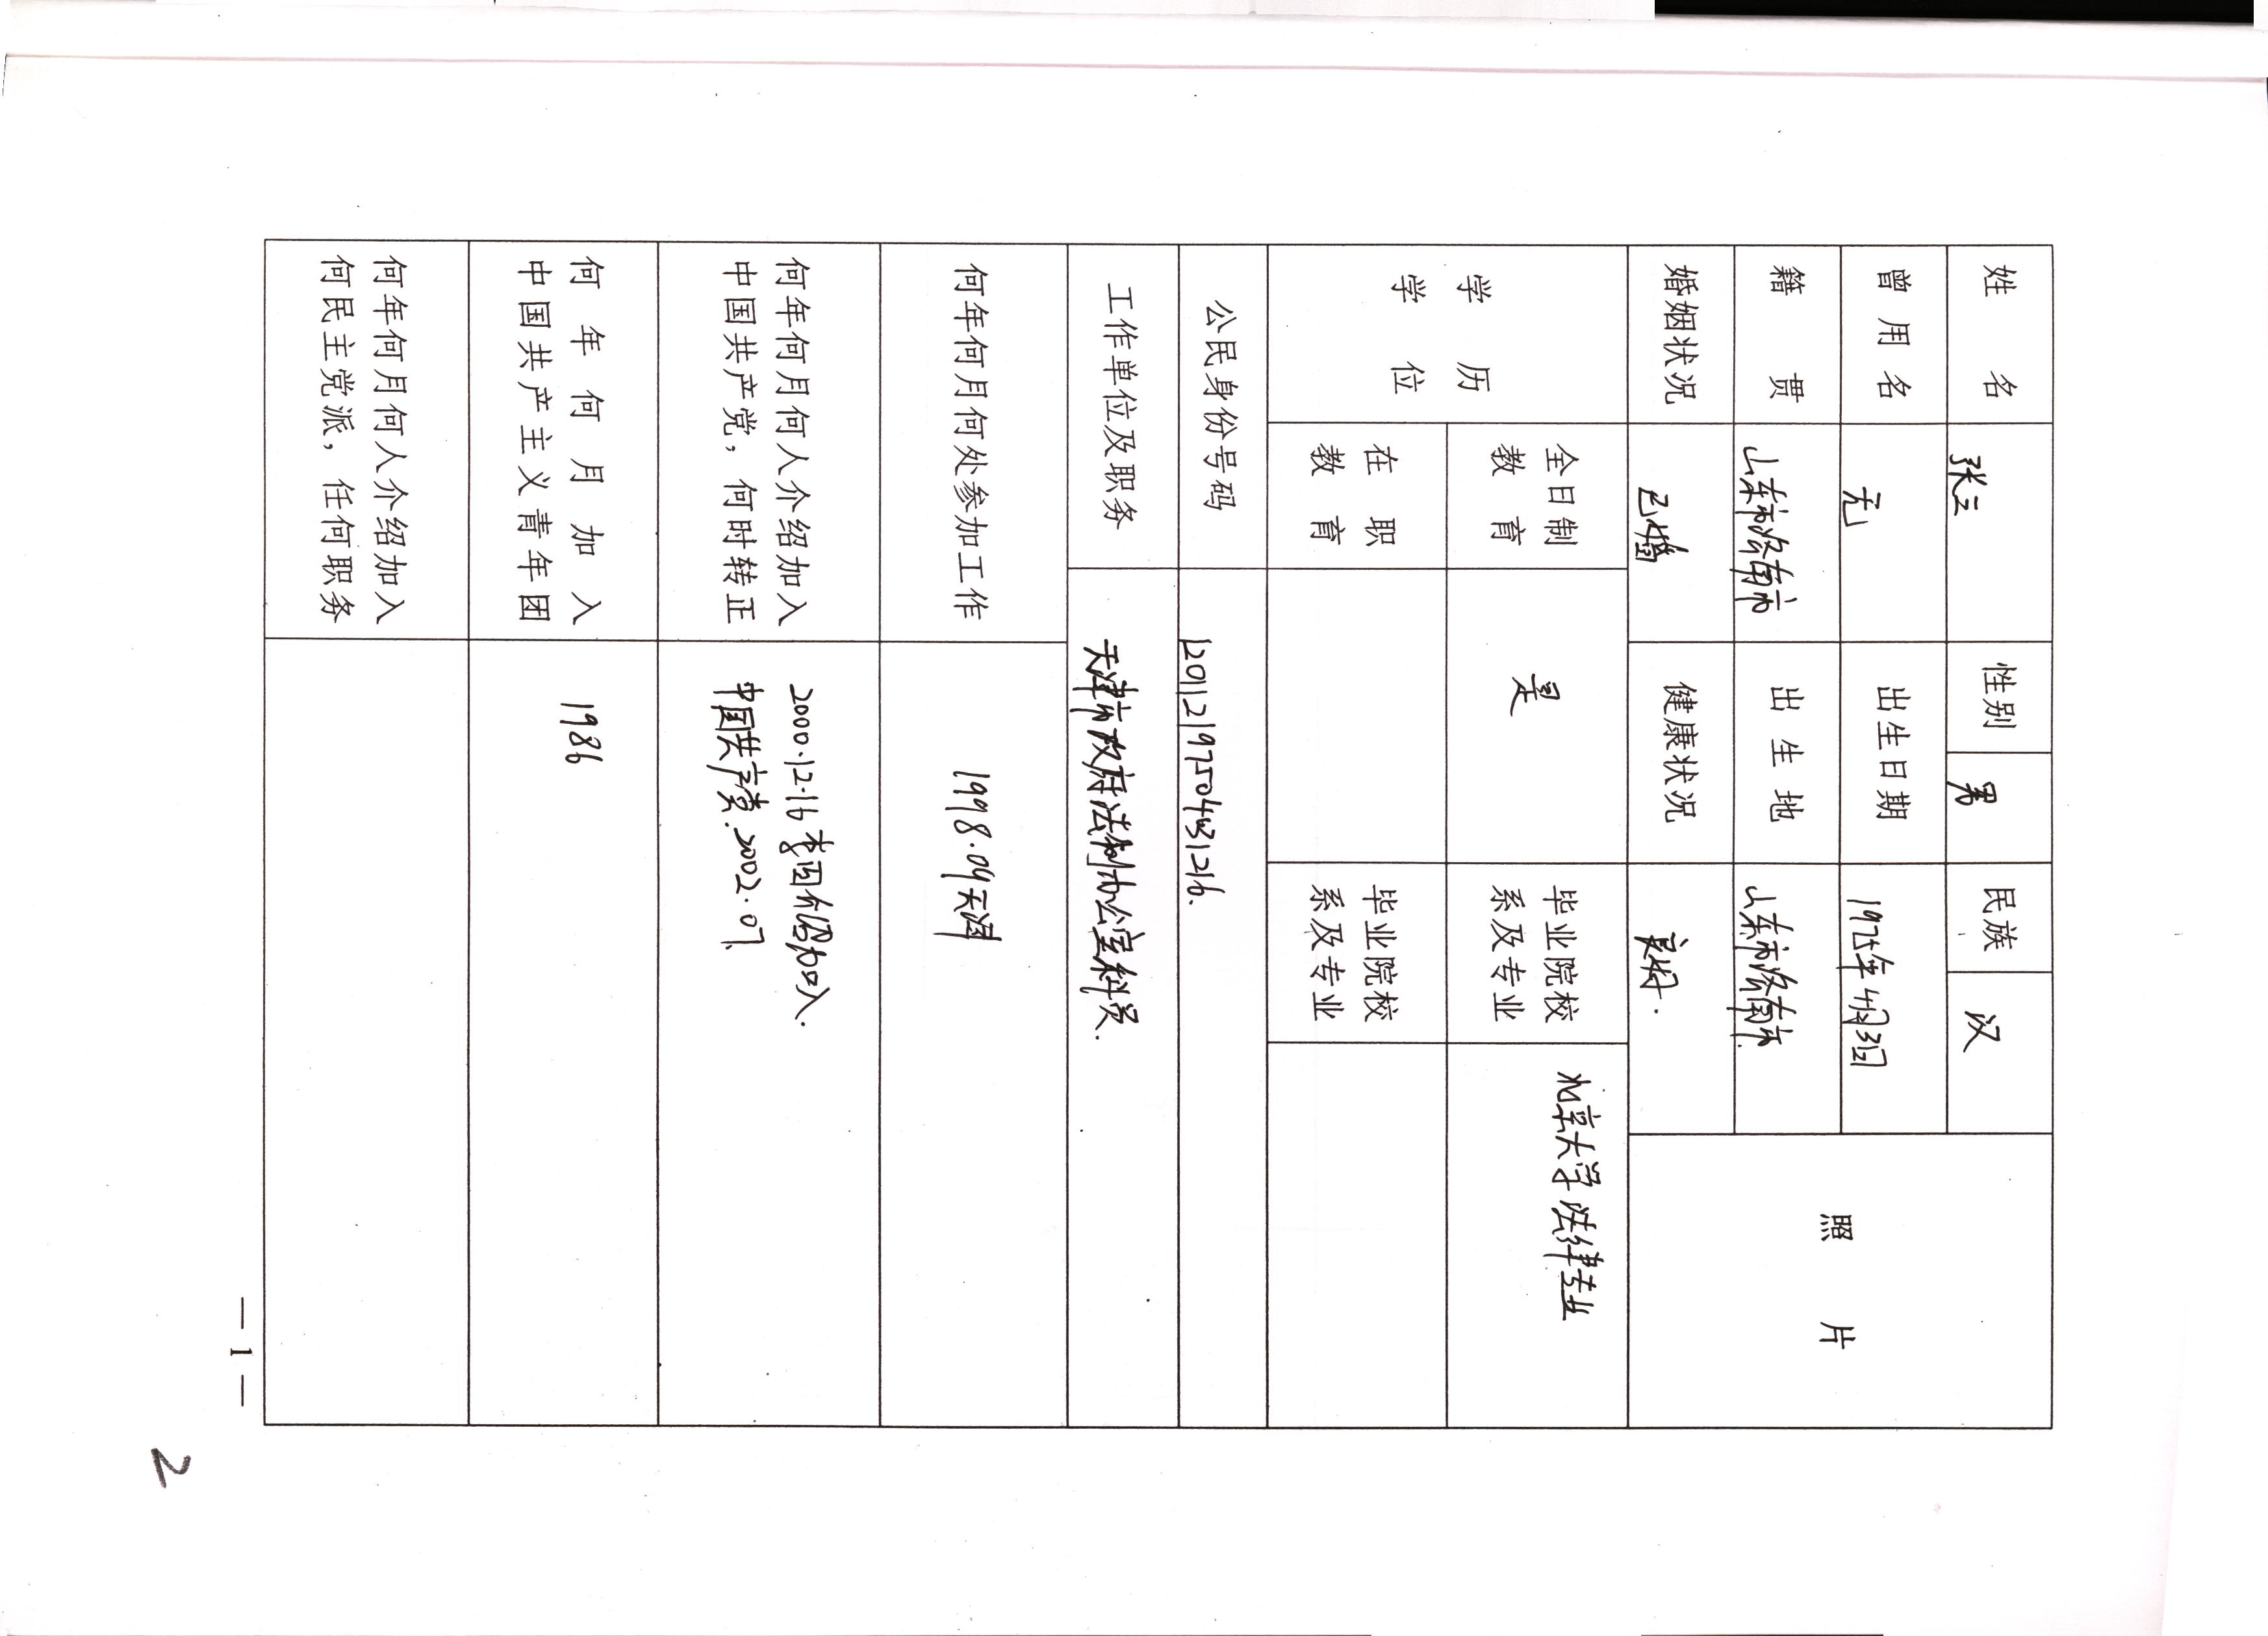 姓 名 张三 性别 男 民族 汉
照 片
曾用名 无 出生日期 1975年4月3日
籍 贯 山东市济南市 出生地 山东市济南市
婚姻状况 已婚 健康状况 良好.
学 历
学 位
全日制
教 育
是
毕业院校
系及专业
北京大学法律专业
在 职
教 育
毕业院校
系及专业
公民身份号码 120112197504031216.
工作单位及职务 天津市政府法制办公室科员.
何年何月何处参加工作 1998.09天津
何年何月何人介绍加入
中国共产党，何时转正
2000.12.16李四介绍加入.
中国共产党.2002.07.
何年何月加入
中国共产主义青年团
1986
何年何月何人介绍加入
何民主党派，任何职务
— 1 —
2